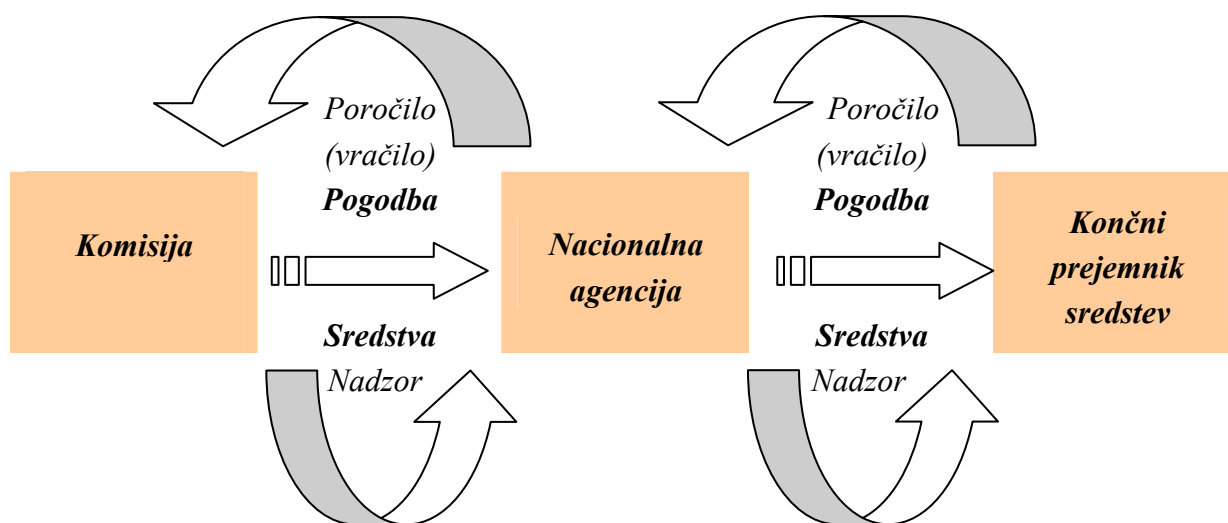 Poročilo
(vračilo)
Pogodba
Poročilo
(vračilo)
Pogodba
Komisija
Nacionalna
agencija
Končni
prejemnik
sredstev
Sredstva
Nadzor
Sredstva
Nadzor